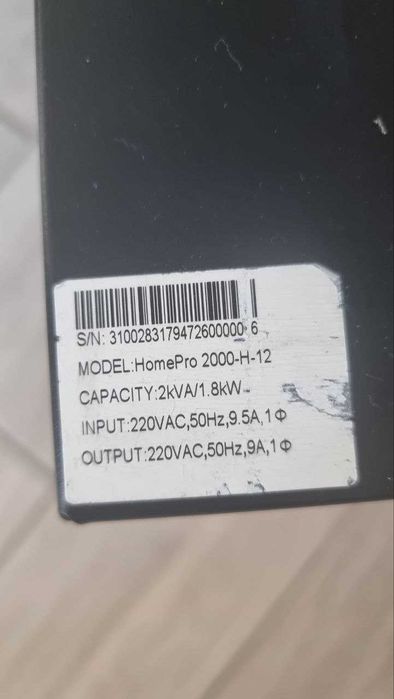 S/N: 3100283179472600000 6
MODEL:HomePro 2000-H-12
CAPACITY:2kVA/1.8kW
INPUT:220VAC,50Hz,9.5A,1Φ
OUTPUT:220VAC,50Hz,9A,1Φ